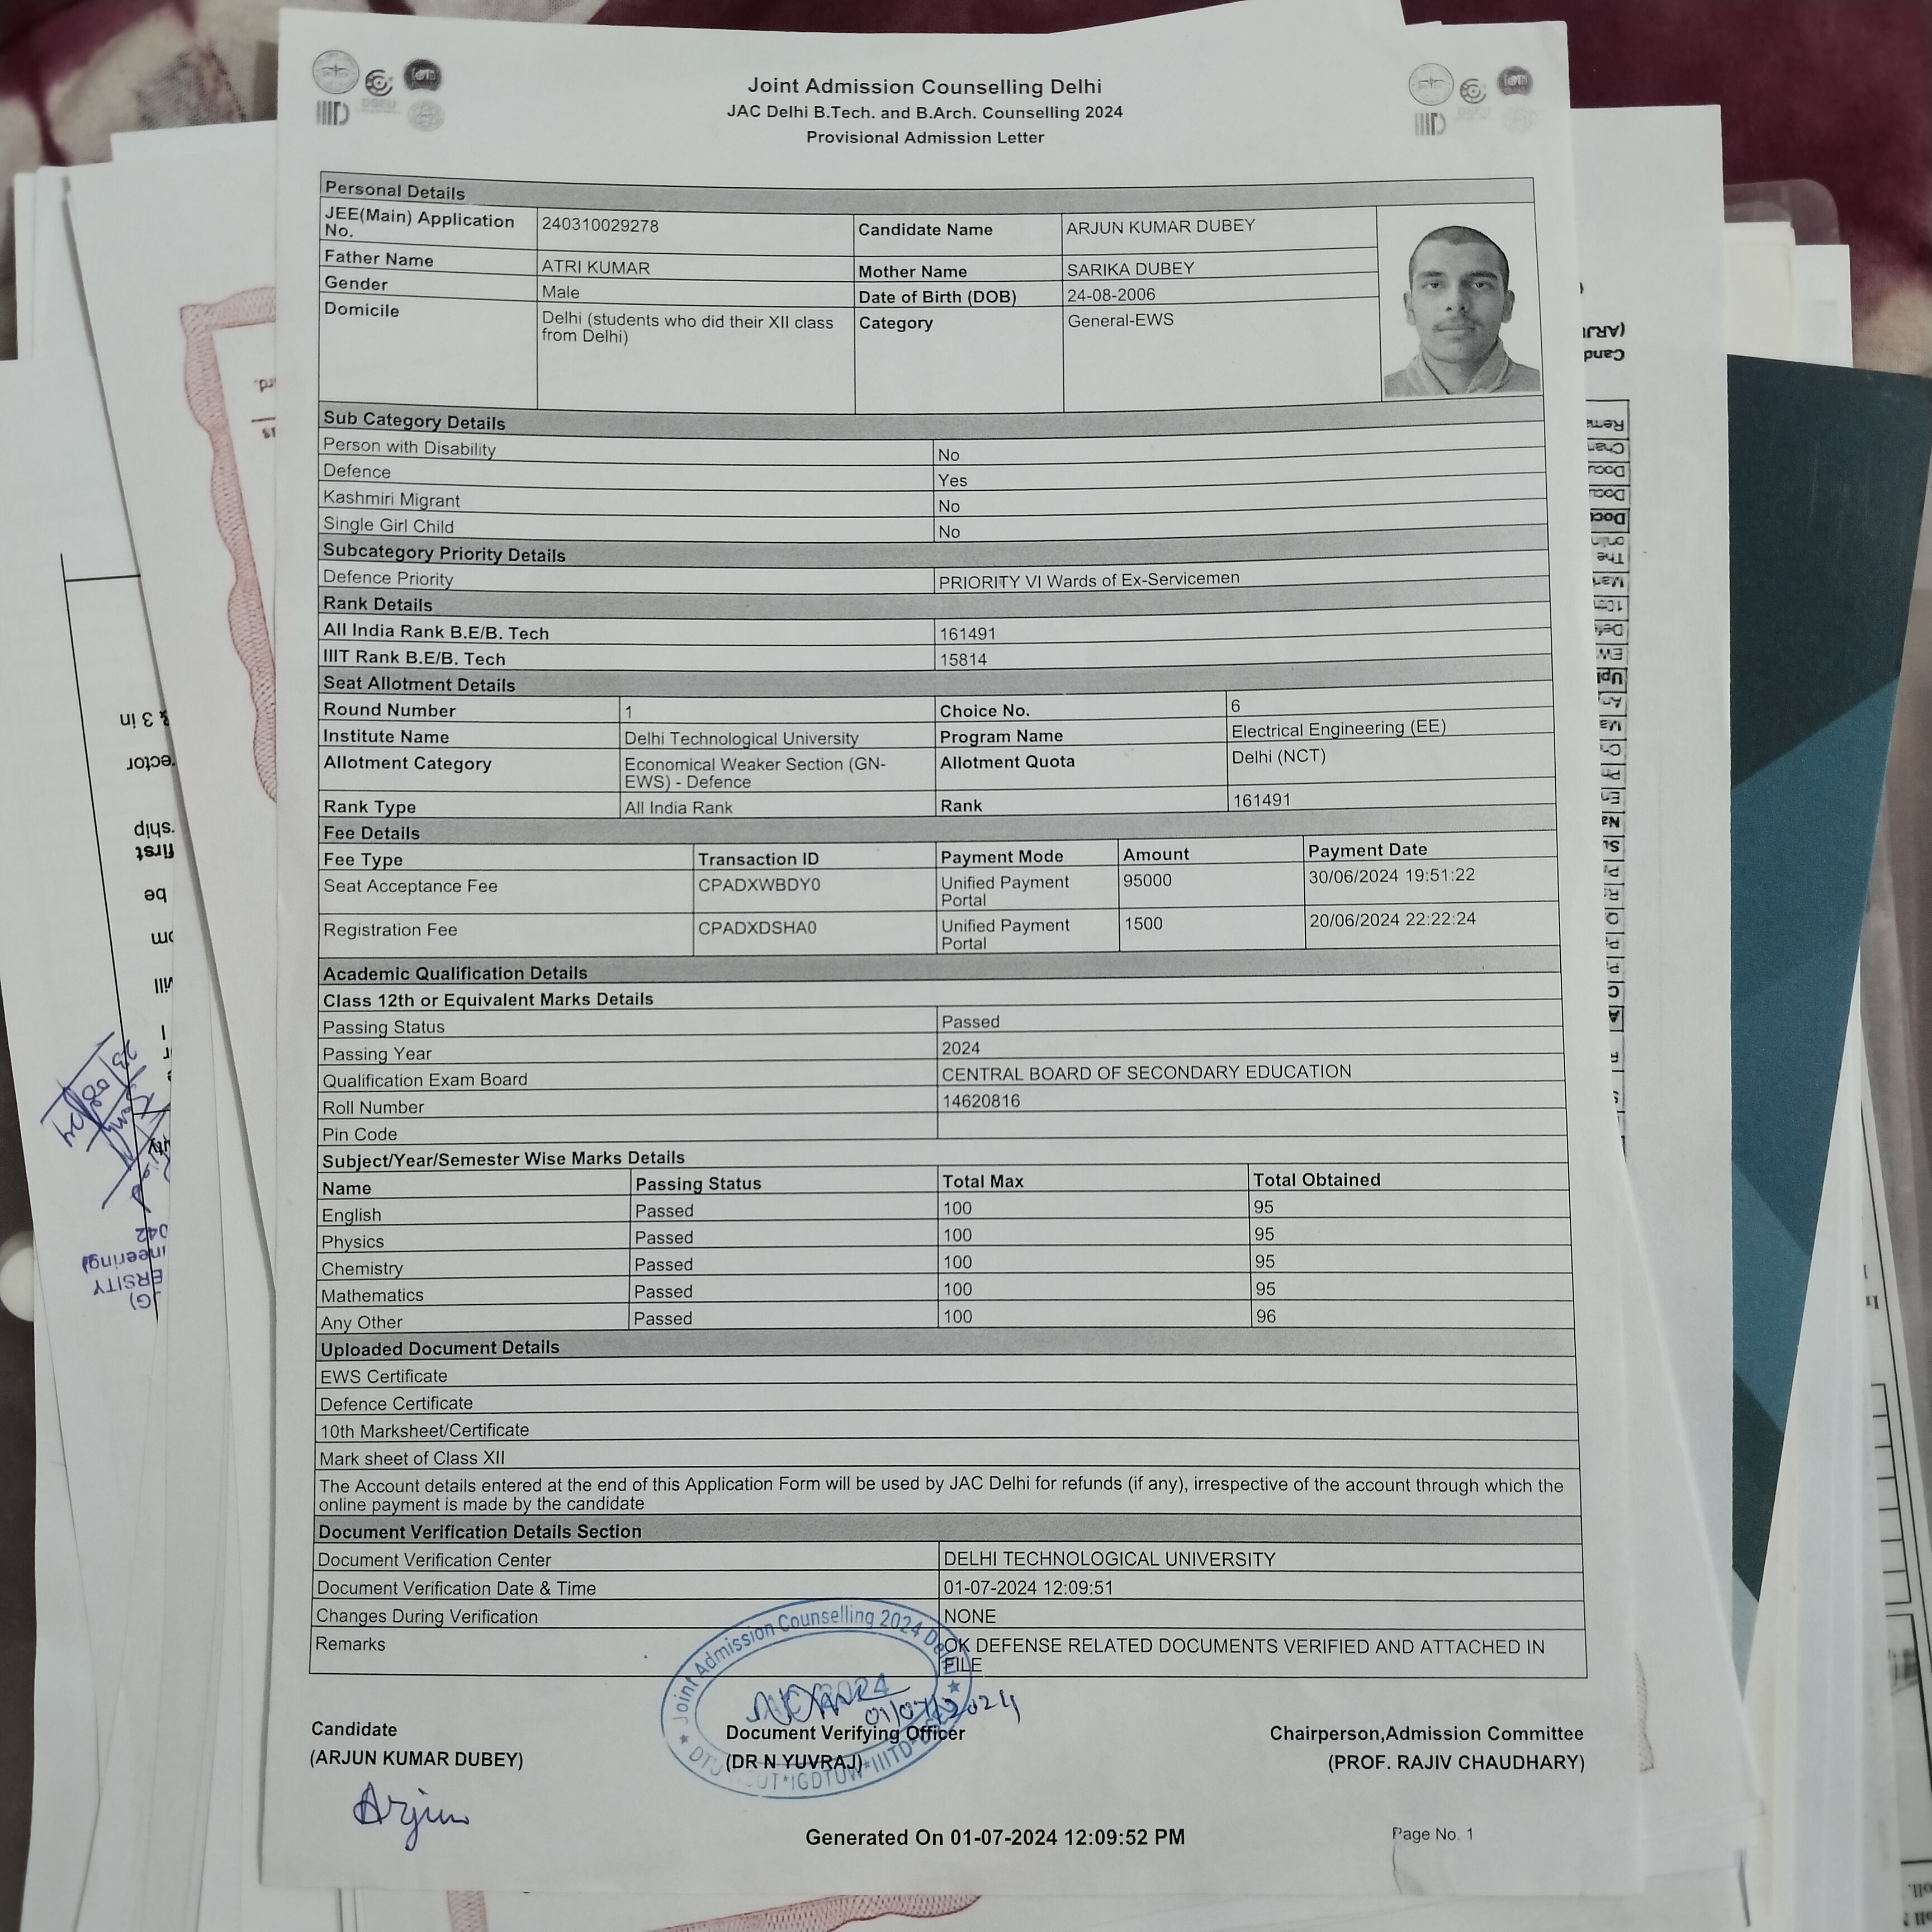 Joint Admission Counselling Delhi
JAC Delhi B.Tech. and B.Arch. Counselling 2024
Provisional Admission Letter
DSEU
DSEU
Personal Details
JEE(Main) Application No. 240310029278 Candidate Name ARJUN KUMAR DUBEY
Father Name ATRI KUMAR Mother Name SARIKA DUBEY
Gender Male Date of Birth (DOB) 24-08-2006
Domicile Delhi (students who did their XII class from Delhi) Category General-EWS
Sub Category Details
Person with Disability No
Defence Yes
Kashmiri Migrant No
Single Girl Child No
Subcategory Priority Details
Defence Priority PRIORITY VI Wards of Ex-Servicemen
Rank Details
All India Rank B.E/B. Tech 161491
IIIT Rank B.E/B. Tech 15814
Seat Allotment Details
Round Number 1 Choice No. 6
Institute Name Delhi Technological University Program Name Electrical Engineering (EE)
Allotment Category Economical Weaker Section (GN-EWS) - Defence Allotment Quota Delhi (NCT)
Rank Type All India Rank Rank 161491
Fee Details
Fee Type Transaction ID Payment Mode Amount Payment Date
Seat Acceptance Fee CPADXWBDY0 Unified Payment Portal 95000 30/06/2024 19:51:22
Registration Fee CPADXDSHA0 Unified Payment Portal 1500 20/06/2024 22:22:24
Academic Qualification Details
Class 12th or Equivalent Marks Details
Passing Status Passed
Passing Year 2024
Qualification Exam Board CENTRAL BOARD OF SECONDARY EDUCATION
Roll Number 14620816
Pin Code
Subject/Year/Semester Wise Marks Details
Name Passing Status Total Max Total Obtained
English Passed 100 95
Physics Passed 100 95
Chemistry Passed 100 95
Mathematics Passed 100 95
Any Other Passed 100 96
Uploaded Document Details
EWS Certificate
Defence Certificate
10th Marksheet/Certificate
Mark sheet of Class XII
The Account details entered at the end of this Application Form will be used by JAC Delhi for refunds (if any), irrespective of the account through which the
online payment is made by the candidate
Document Verification Details Section
Document Verification Center DELHI TECHNOLOGICAL UNIVERSITY
Document Verification Date & Time 01-07-2024 12:09:51
Changes During Verification NONE
Remarks OK DEFENSE RELATED DOCUMENTS VERIFIED AND ATTACHED IN FILE
Joint Admission Counselling 2024 Delhi
01/07/2024
Candidate Document Verifying Officer Chairperson,Admission Committee
(ARJUN KUMAR DUBEY) (DR N YUVRAJ) (PROF. RAJIV CHAUDHARY)
IGDTUW*IIITD
Arjun
Generated On 01-07-2024 12:09:52 PM
Page No. 1